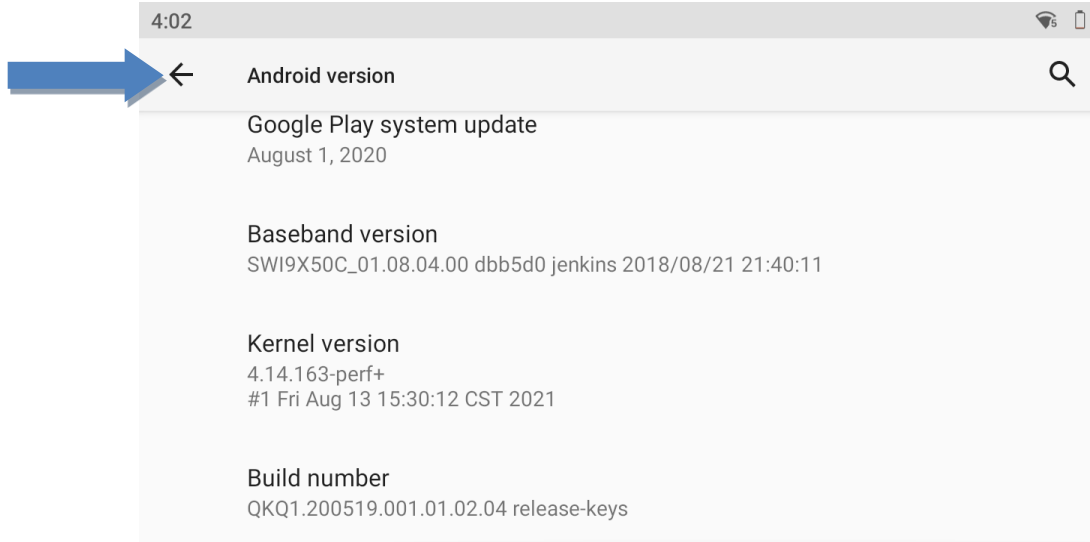 4:02
5
Android version
Google Play system update
August 1, 2020
Baseband version
SWI9X50C_01.08.04.00 dbb5d0 jenkins 2018/08/21 21:40:11
Kernel version
4.14.163-perf+
#1 Fri Aug 13 15:30:12 CST 2021
Build number
QKQ1.200519.001.01.02.04 release-keys